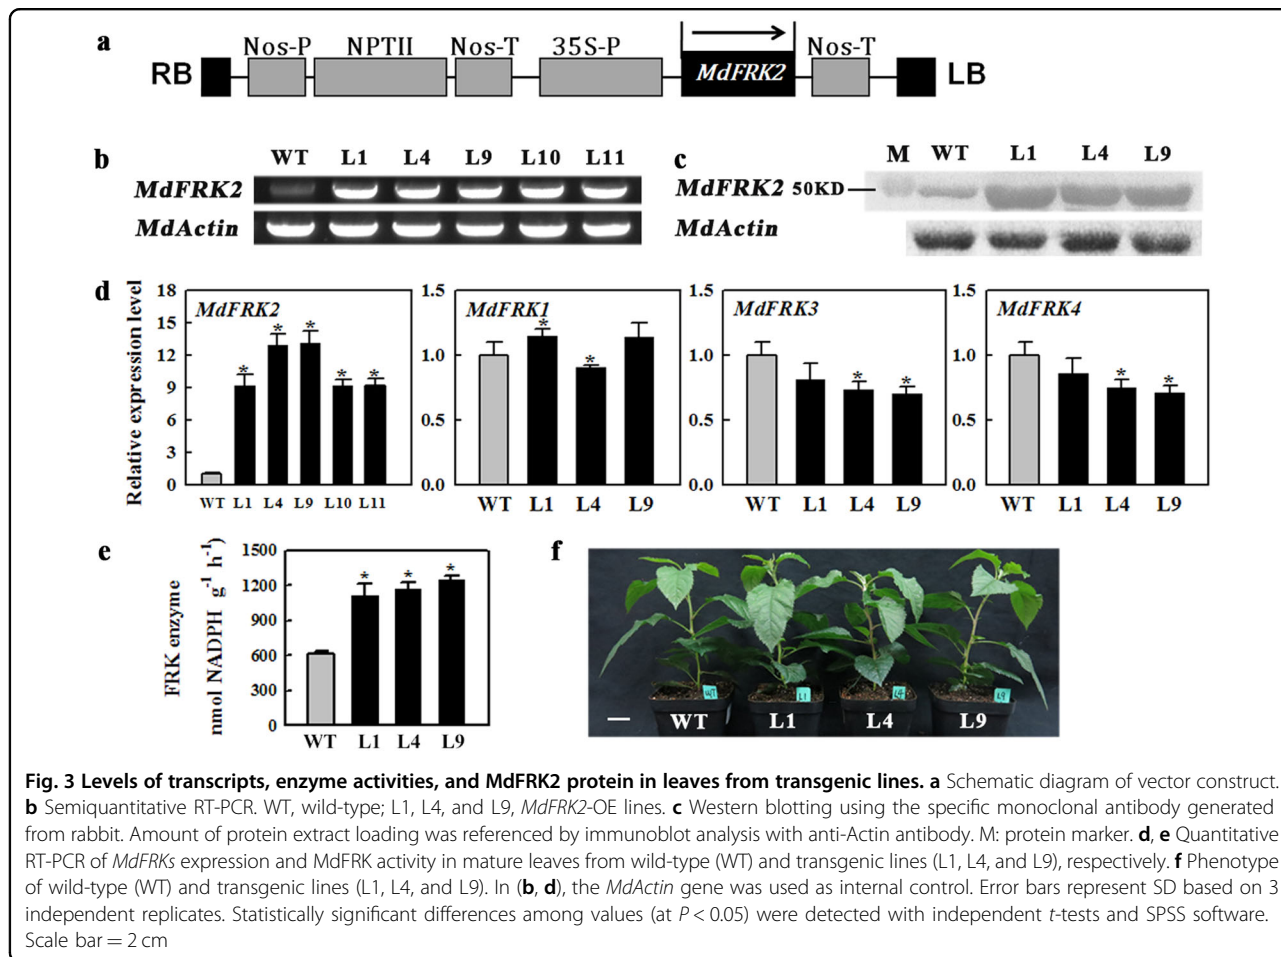 a
Nos-P NPTII Nos-T 35S-P MdFRK2 Nos-T
RB LB
b
WT L1 L4 L9 L10 L11
MdFRK2
MdActin
c
M WT L1 L4 L9
MdFRK2 50KD
MdActin
d
Relative expression level
18
15
12
9
6
3
0
MdFRK2
* * * * *
WT L1 L4 L9 L10 L11
1.5
1.0
0.5
0.0
MdFRK1
* *
WT L1 L4 L9
1.5
1.0
0.5
0.0
MdFRK3
* *
WT L1 L4 L9
1.5
1.0
0.5
0.0
MdFRK4
* *
WT L1 L4 L9
e
FRK enzyme
nmol NADPH g⁻¹ h⁻¹)
1500
1200
900
600
300
0
* * *
WT L1 L4 L9
f
WT L1 L4 L9
WT L1 L4 L9
Fig. 3 Levels of transcripts, enzyme activities, and MdFRK2 protein in leaves from transgenic lines. a Schematic diagram of vector construct.
b Semiquantitative RT-PCR. WT, wild-type; L1, L4, and L9, MdFRK2-OE lines. c Western blotting using the specific monoclonal antibody generated
from rabbit. Amount of protein extract loading was referenced by immunoblot analysis with anti-Actin antibody. M: protein marker. d, e Quantitative
RT-PCR of MdFRKs expression and MdFRK activity in mature leaves from wild-type (WT) and transgenic lines (L1, L4, and L9), respectively. f Phenotype
of wild-type (WT) and transgenic lines (L1, L4, and L9). In (b, d), the MdActin gene was used as internal control. Error bars represent SD based on 3
independent replicates. Statistically significant differences among values (at P < 0.05) were detected with independent t-tests and SPSS software.
Scale bar = 2 cm